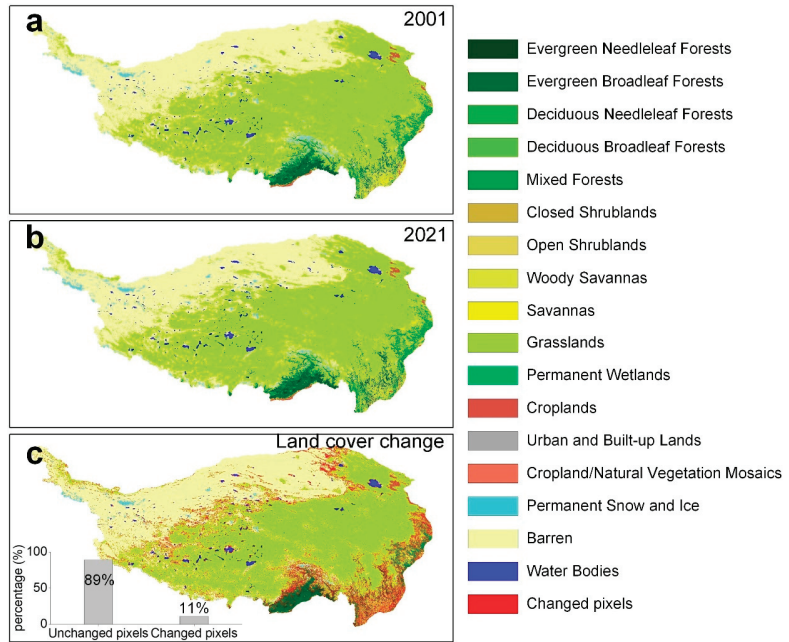 a
2001
b
2021
c
Land cover change
percentage (%)
100
50
0
89%
11%
Unchanged pixels
Changed pixels
Evergreen Needleleaf Forests
Evergreen Broadleaf Forests
Deciduous Needleleaf Forests
Deciduous Broadleaf Forests
Mixed Forests
Closed Shrublands
Open Shrublands
Woody Savannas
Savannas
Grasslands
Permanent Wetlands
Croplands
Urban and Built-up Lands
Cropland/Natural Vegetation Mosaics
Permanent Snow and Ice
Barren
Water Bodies
Changed pixels